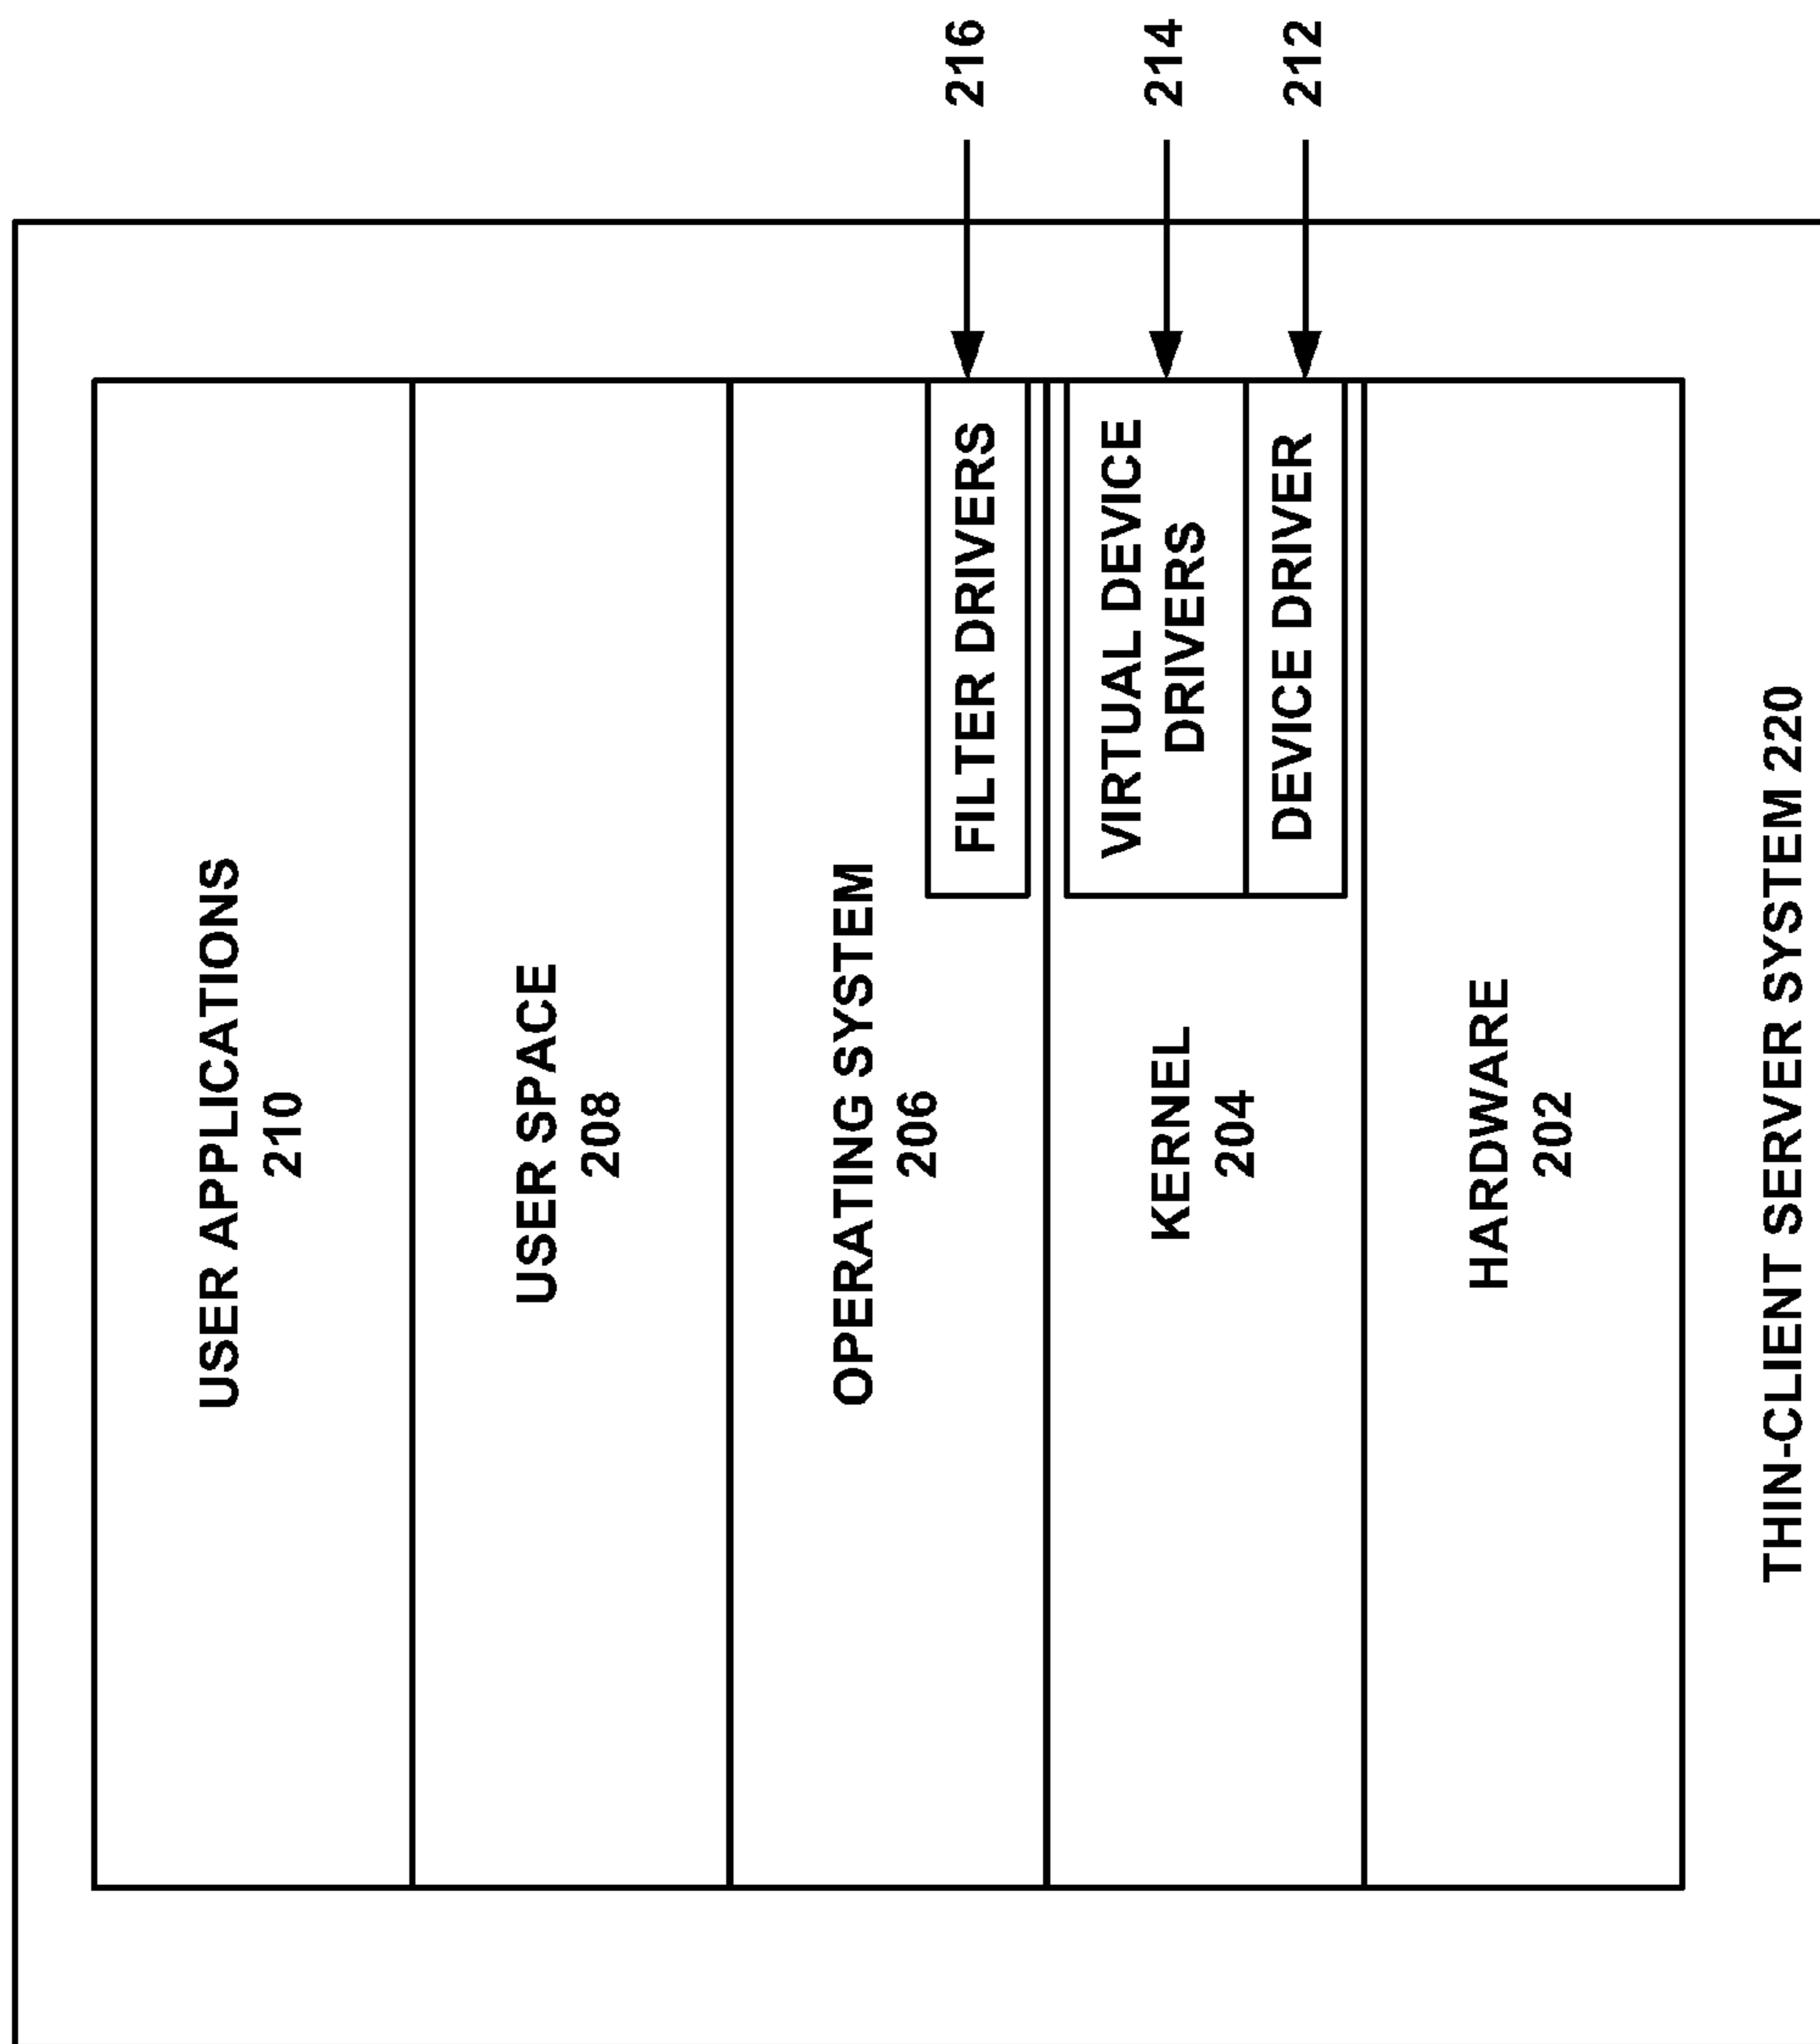 USER APPLICATIONS
210
USER SPACE
208
OPERATING SYSTEM
206
FILTER DRIVERS
216
KERNEL
204
VIRTUAL DEVICE
DRIVERS
214
DEVICE DRIVER
212
HARDWARE
202
THIN-CLIENT SERVER SYSTEM 220